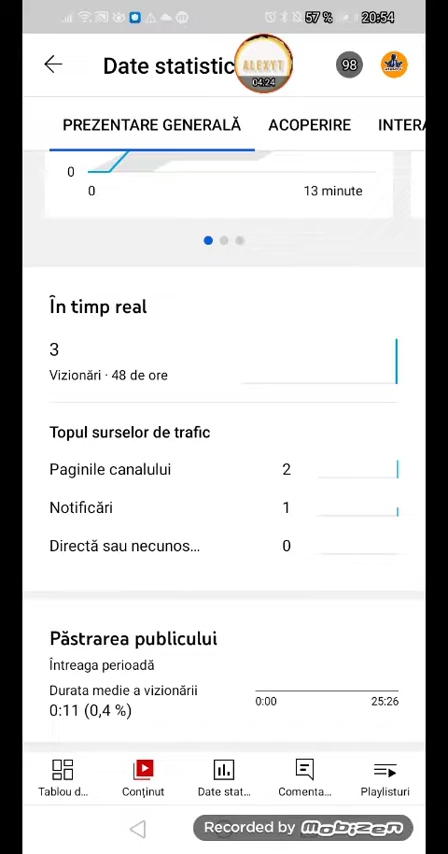 57 % 20:54
Date statistic
ALEXYT
04:24
98
PREZENTARE GENERALĂ ACOPERIRE INTERA
0
0 13 minute
În timp real
3
Vizionări · 48 de ore
Topul surselor de trafic
Paginile canalului 2
Notificări 1
Directă sau necunos... 0
Păstrarea publicului
Întreaga perioadă
Durata medie a vizionării
0:11 (0,4 %)
0:00 25:26
Tablou d... Conținut Date stat... Comenta... Playlisturi
Recorded by mobizen